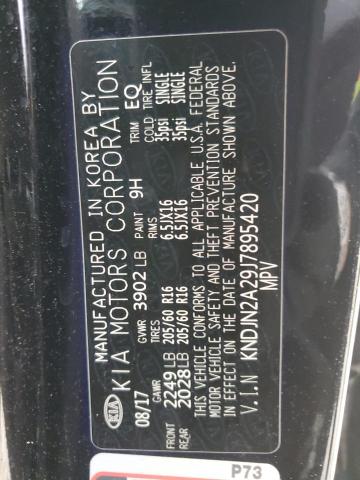 KIA
MANUFACTURED IN KOREA BY
KIA MOTORS CORPORATION
08/17 GVWR 3902 LB PAINT 9H TRIM EQ
GAWR TIRES RIMS COLD TIRE INFL
FRONT 2249 LB 205/60 R16 6.5JX16 35psi SINGLE
REAR 2028 LB 205/60 R16 6.5JX16 35psi SINGLE
THIS VEHICLE CONFORMS TO ALL APPLICABLE U.S.A. FEDERAL
MOTOR VEHICLE SAFETY AND THEFT PREVENTION STANDARDS
IN EFFECT ON THE DATE OF MANUFACTURE SHOWN ABOVE.
V.I.N KNDJN2A29J7895420
MPV
P73